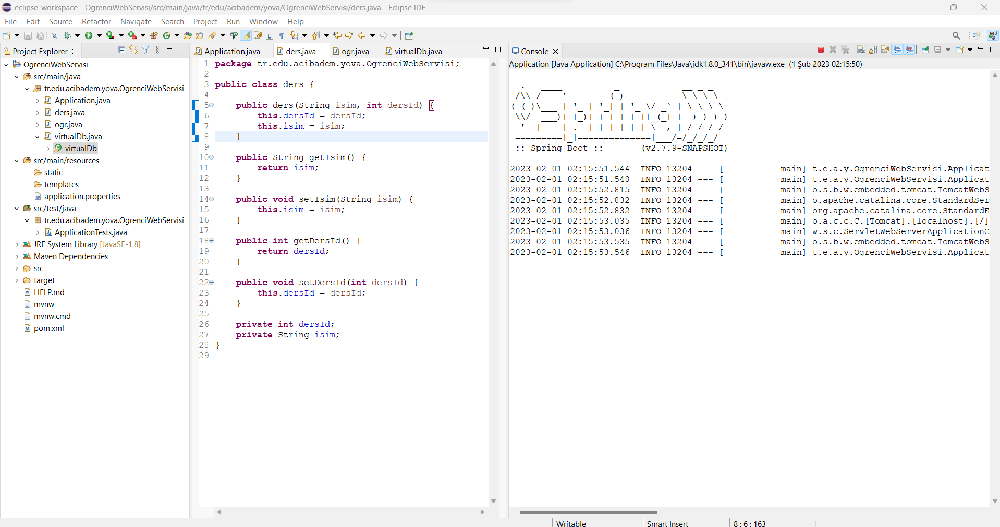 eclipse-workspace - OgrenciWebServisi/src/main/java/tr/edu/acibadem/yova/OgrenciWebServisi/ders.java - Eclipse IDE
File Edit Source Refactor Navigate Search Project Run Window Help
Project Explorer
OgrenciWebServisi
src/main/java
tr.edu.acibadem.yova.OgrenciWebServisi
Application.java
ders.java
ogr.java
virtualDb.java
virtualDb
src/main/resources
static
templates
application.properties
src/test/java
tr.edu.acibadem.yova.OgrenciWebServisi
ApplicationTests.java
JRE System Library [JavaSE-1.8]
Maven Dependencies
src
target
HELP.md
mvnw
mvnw.cmd
pom.xml
Application.java ders.java ogr.java virtualDb.java
1 package tr.edu.acibadem.yova.OgrenciWebServisi;
2
3 public class ders {
4
5 public ders(String isim, int dersId) {
6 this.dersId = dersId;
7 this.isim = isim;
8 }
9
10 public String getIsim() {
11 return isim;
12 }
13
14 public void setIsim(String isim) {
15 this.isim = isim;
16 }
17
18 public int getDersId() {
19 return dersId;
20 }
21
22 public void setDersId(int dersId) {
23 this.dersId = dersId;
24 }
25
26 private int dersId;
27 private String isim;
28 }
29
Console
Application [Java Application] C:\Program Files\Java\jdk1.8.0_341\bin\javaw.exe (1 Şub 2023 02:15:50)
  .   ____          _            __ _ _
 /\\ / ___'_ __ _ _(_)_ __  __ _ \ \ \ \
( ( )\___ | '_ | '_| | '_ \/ _` | \ \ \ \
 \\/  ___)| |_)| | | | | || (_| |  ) ) ) )
  '  |____| .__|_| |_|_| |_\__, | / / / /
 =========|_|==============|___/=/_/_/_/
 :: Spring Boot ::       (v2.7.9-SNAPSHOT)
2023-02-01 02:15:51.544 INFO 13204 --- [ main] t.e.a.y.OgrenciWebServisi.Applicat
2023-02-01 02:15:51.548 INFO 13204 --- [ main] t.e.a.y.OgrenciWebServisi.Applicat
2023-02-01 02:15:52.815 INFO 13204 --- [ main] o.s.b.w.embedded.tomcat.TomcatWebS
2023-02-01 02:15:52.832 INFO 13204 --- [ main] o.apache.catalina.core.StandardSer
2023-02-01 02:15:52.832 INFO 13204 --- [ main] org.apache.catalina.core.StandardE
2023-02-01 02:15:53.035 INFO 13204 --- [ main] o.a.c.c.C.[Tomcat].[localhost].[/]
2023-02-01 02:15:53.036 INFO 13204 --- [ main] w.s.c.ServletWebServerApplicationC
2023-02-01 02:15:53.535 INFO 13204 --- [ main] o.s.b.w.embedded.tomcat.TomcatWebS
2023-02-01 02:15:53.546 INFO 13204 --- [ main] t.e.a.y.OgrenciWebServisi.Applicat
Writable Smart Insert 8 : 6 : 163